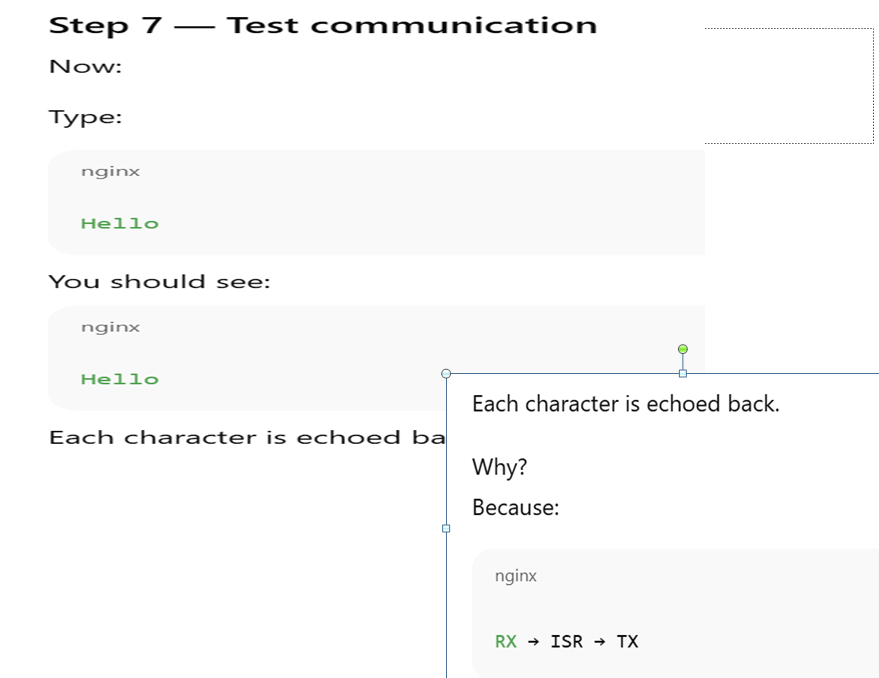 Step 7 — Test communication
Now:
Type:
nginx
Hello
You should see:
nginx
Hello
Each character is echoed ba
Each character is echoed back.
Why?
Because:
nginx
RX → ISR → TX